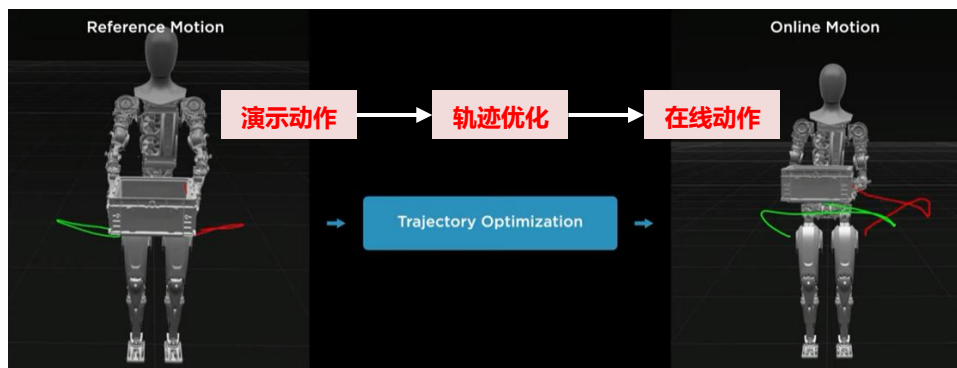 Reference Motion
Online Motion
演示动作
轨迹优化
在线动作
Trajectory Optimization